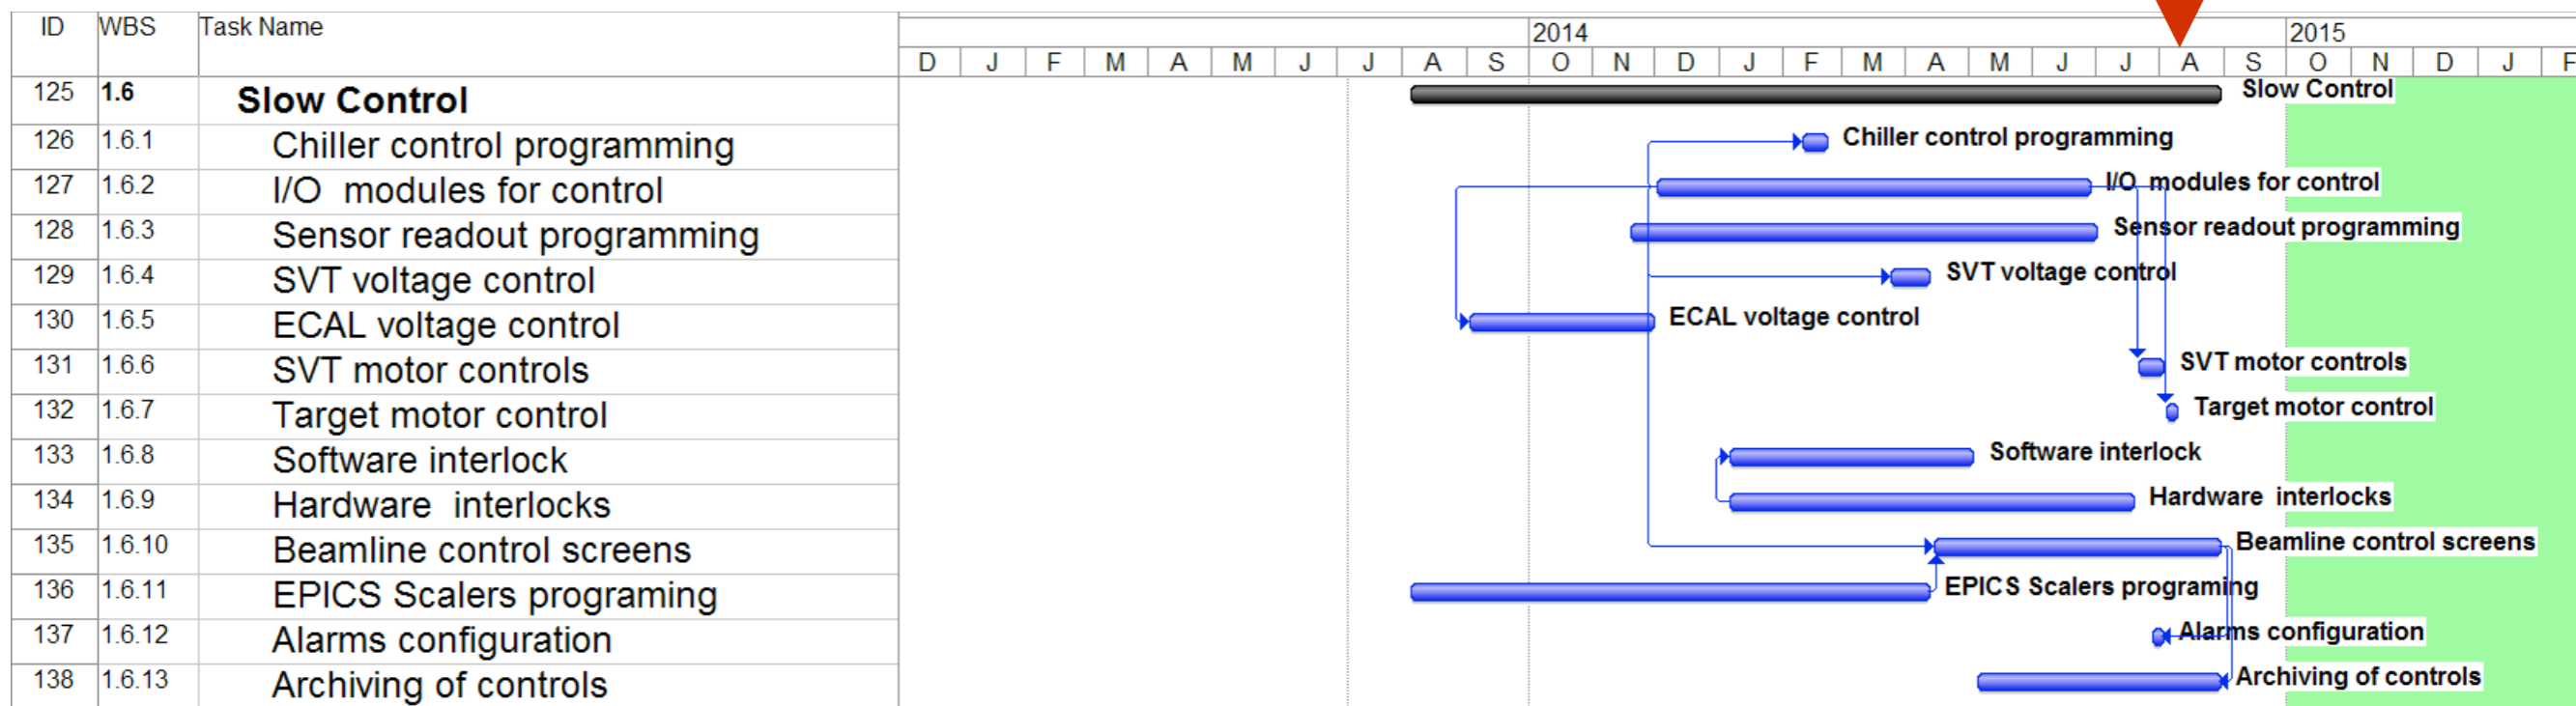 ID WBS Task Name
2014 2015
D J F M A M J J A S O N D J F M A M J J A S O N D J F
125 1.6 Slow Control Slow Control
126 1.6.1 Chiller control programming Chiller control programming
127 1.6.2 I/O  modules for control I/O  modules for control
128 1.6.3 Sensor readout programming Sensor readout programming
129 1.6.4 SVT voltage control SVT voltage control
130 1.6.5 ECAL voltage control ECAL voltage control
131 1.6.6 SVT motor controls SVT motor controls
132 1.6.7 Target motor control Target motor control
133 1.6.8 Software interlock Software interlock
134 1.6.9 Hardware  interlocks Hardware  interlocks
135 1.6.10 Beamline control screens Beamline control screens
136 1.6.11 EPICS Scalers programing EPICS Scalers programing
137 1.6.12 Alarms configuration Alarms configuration
138 1.6.13 Archiving of controls Archiving of controls